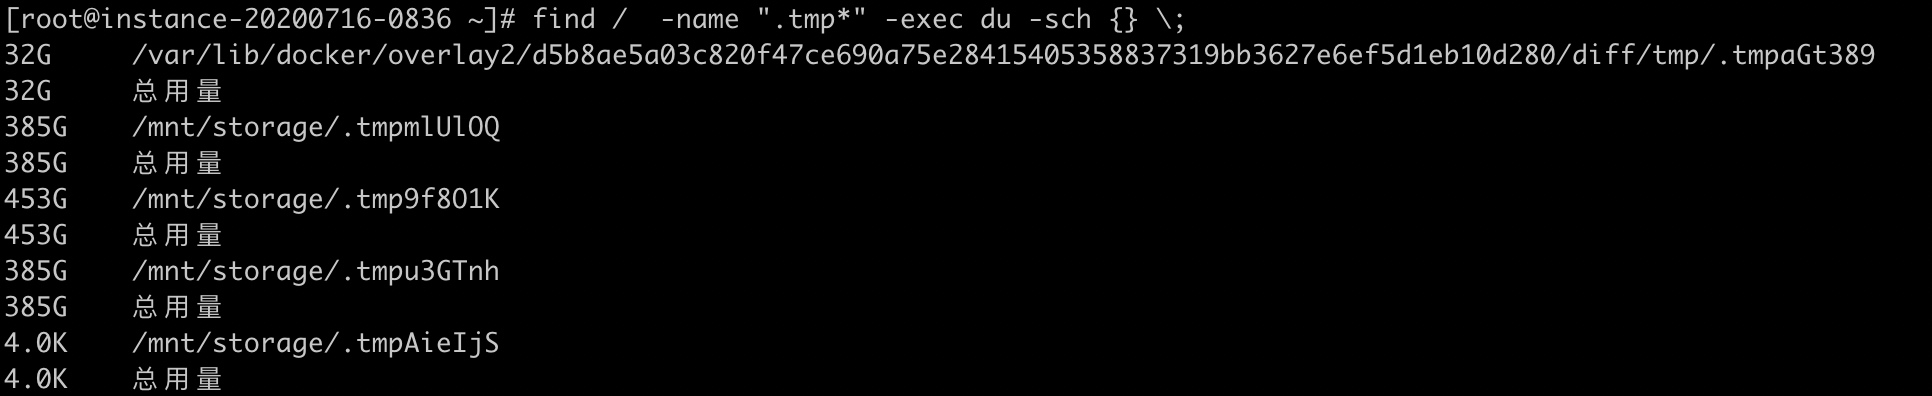 [root@instance-20200716-0836 ~]# find /  -name ".tmp*" -exec du -sch {} \;
32G     /var/lib/docker/overlay2/d5b8ae5a03c820f47ce690a75e28415405358837319bb3627e6ef5d1eb10d280/diff/tmp/.tmpaGt389
32G     总用量
385G    /mnt/storage/.tmpmlUlOQ
385G    总用量
453G    /mnt/storage/.tmp9f8O1K
453G    总用量
385G    /mnt/storage/.tmpu3GTnh
385G    总用量
4.0K    /mnt/storage/.tmpAieIjS
4.0K    总用量